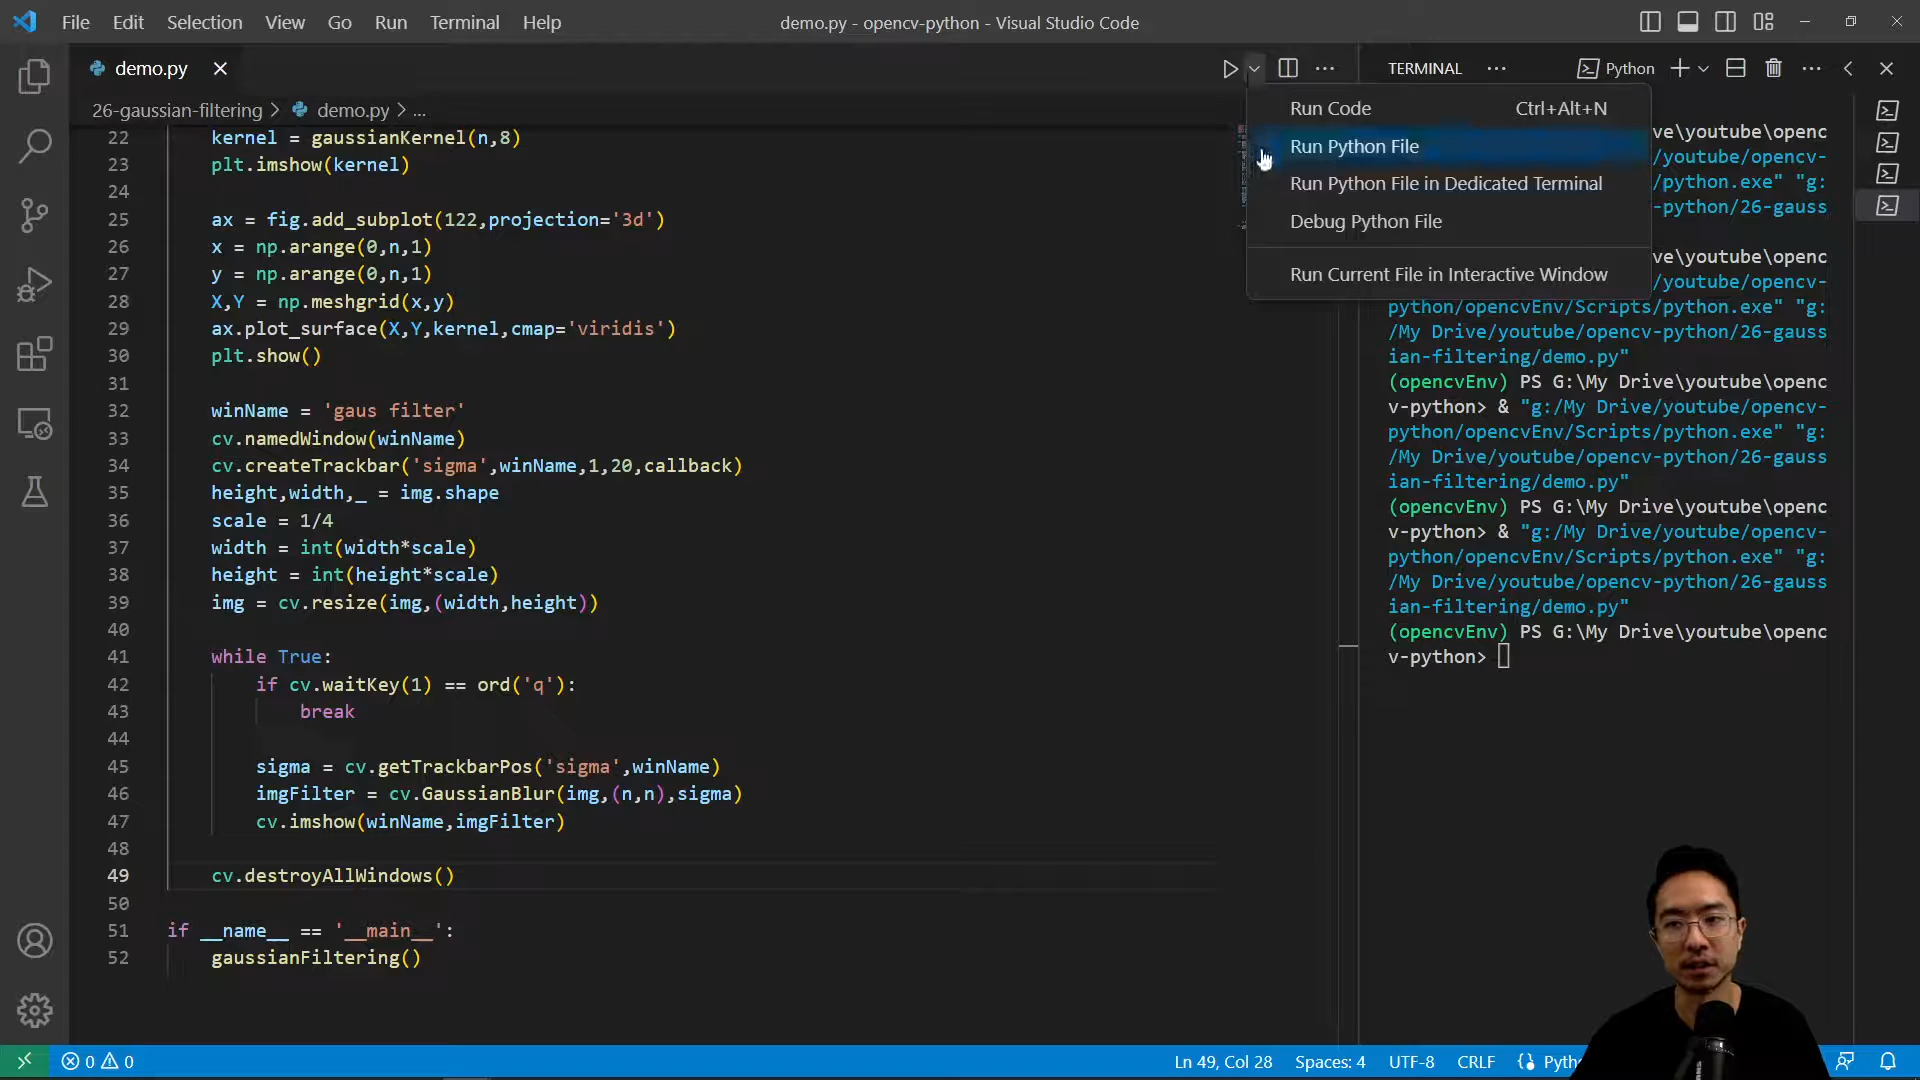 File Edit Selection View Go Run Terminal Help
demo.py - opencv-python - Visual Studio Code
demo.py
26-gaussian-filtering > demo.py > ...
22 kernel = gaussianKernel(n,8)
23 plt.imshow(kernel)
24
25 ax = fig.add_subplot(122,projection='3d')
26 x = np.arange(0,n,1)
27 y = np.arange(0,n,1)
28 X,Y = np.meshgrid(x,y)
29 ax.plot_surface(X,Y,kernel,cmap='viridis')
30 plt.show()
31
32 winName = 'gaus filter'
33 cv.namedWindow(winName)
34 cv.createTrackbar('sigma',winName,1,20,callback)
35 height,width,_ = img.shape
36 scale = 1/4
37 width = int(width*scale)
38 height = int(height*scale)
39 img = cv.resize(img,(width,height))
40
41 while True:
42 if cv.waitKey(1) == ord('q'):
43 break
44
45 sigma = cv.getTrackbarPos('sigma',winName)
46 imgFilter = cv.GaussianBlur(img,(n,n),sigma)
47 cv.imshow(winName,imgFilter)
48
49 cv.destroyAllWindows()
50
51 if __name__ == '__main__':
52 gaussianFiltering()
Run Code Ctrl+Alt+N
Run Python File
Run Python File in Dedicated Terminal
Debug Python File
Run Current File in Interactive Window
TERMINAL Python
ve\youtube\openc
/youtube/opencv-
/python.exe" "g:
-python/26-gauss
ve\youtube\openc
/youtube/opencv-
python/opencvEnv/Scripts/python.exe" "g:
/My Drive/youtube/opencv-python/26-gauss
ian-filtering/demo.py"
(opencvEnv) PS G:\My Drive\youtube\openc
v-python> & "g:/My Drive/youtube/opencv-
python/opencvEnv/Scripts/python.exe" "g:
/My Drive/youtube/opencv-python/26-gauss
ian-filtering/demo.py"
(opencvEnv) PS G:\My Drive\youtube\openc
v-python> & "g:/My Drive/youtube/opencv-
python/opencvEnv/Scripts/python.exe" "g:
/My Drive/youtube/opencv-python/26-gauss
ian-filtering/demo.py"
(opencvEnv) PS G:\My Drive\youtube\openc
v-python>
0 0
Ln 49, Col 28 Spaces: 4 UTF-8 CRLF Pyth